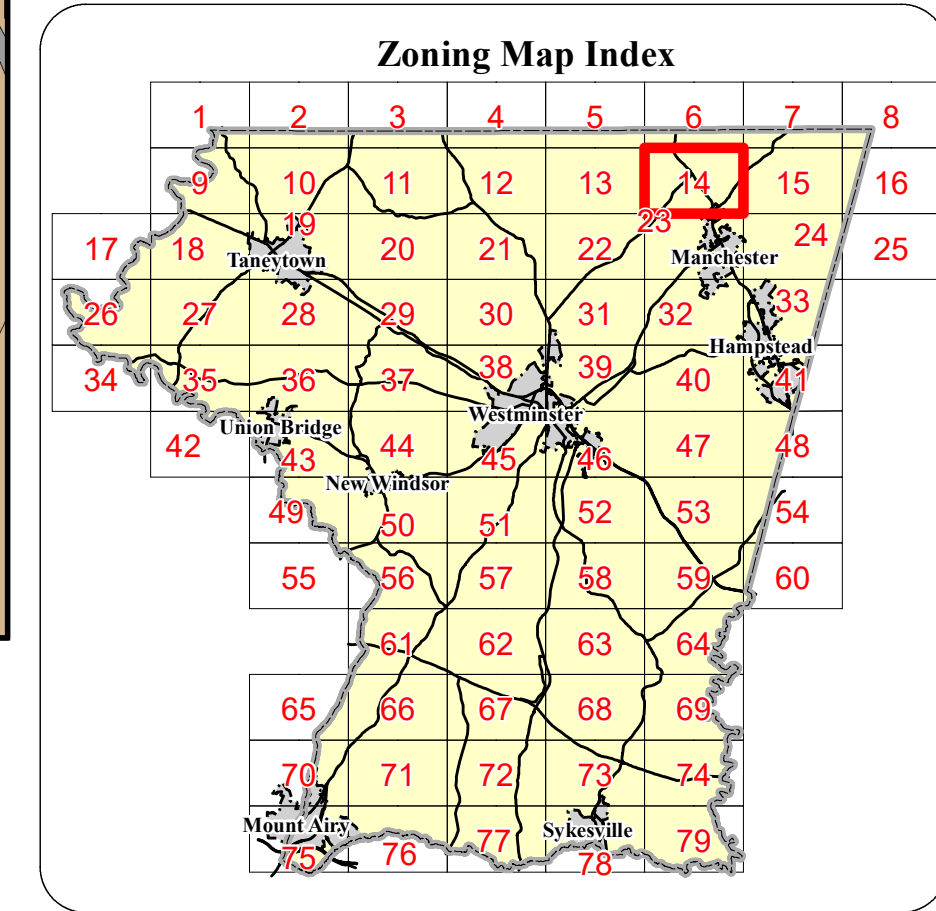 Zoning Map Index
1 2 3 4 5 6 7 8
9 10 11 12 13 14 15 16
17 18 19 20 21 22 23 24 25
Taneytown
Manchester
26 27 28 29 30 31 32 33
Hampstead
34 35 36 37 38 39 40 41
Westminster
Union Bridge
42 43 44 45 46 47 48
New Windsor
49 50 51 52 53 54
55 56 57 58 59 60
61 62 63 64
65 66 67 68 69
70 71 72 73 74
Mount Airy
Sykesville
75 76 77 78 79